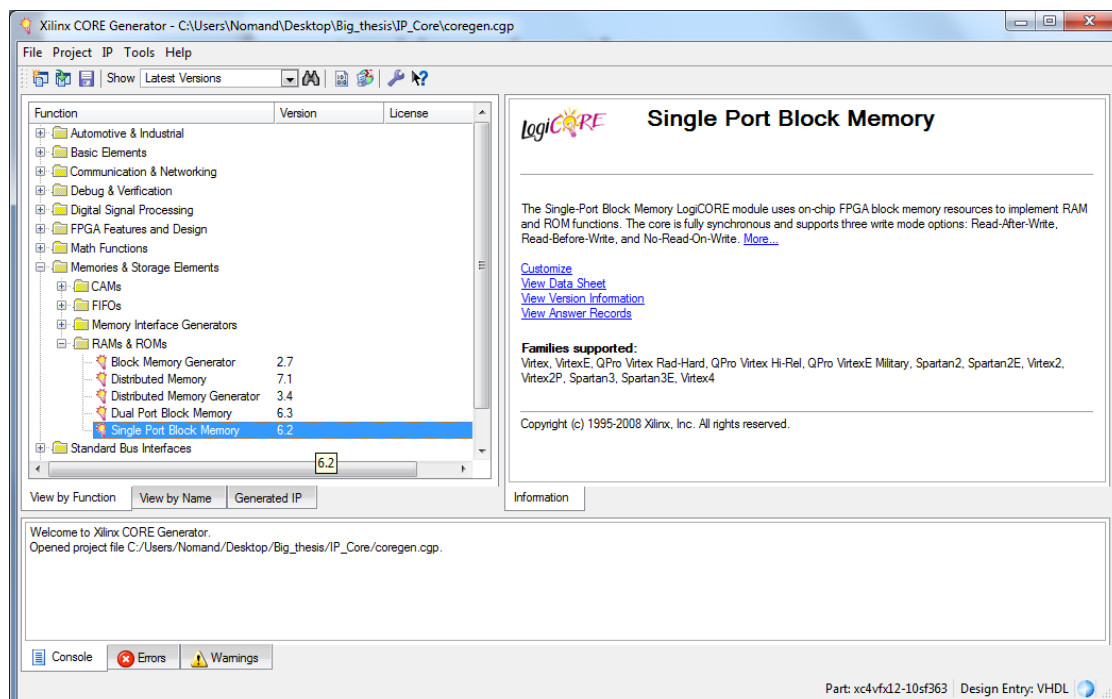 Xilinx CORE Generator - C:\Users\Nomand\Desktop\Big_thesis\IP_Core\coregen.cgp
File Project IP Tools Help
Show Latest Versions
Function Version License
Automotive & Industrial
Basic Elements
Communication & Networking
Debug & Verification
Digital Signal Processing
FPGA Features and Design
Math Functions
Memories & Storage Elements
CAMs
FIFOs
Memory Interface Generators
RAMs & ROMs
Block Memory Generator 2.7
Distributed Memory 7.1
Distributed Memory Generator 3.4
Dual Port Block Memory 6.3
Single Port Block Memory 6.2
Standard Bus Interfaces
6.2
View by Function View by Name Generated IP
logiCORE Single Port Block Memory
The Single-Port Block Memory LogiCORE module uses on-chip FPGA block memory resources to implement RAM
and ROM functions. The core is fully synchronous and supports three write mode options: Read-After-Write,
Read-Before-Write, and No-Read-On-Write. More...
Customize
View Data Sheet
View Version Information
View Answer Records
Families supported:
Virtex, VirtexE, QPro Virtex Rad-Hard, QPro Virtex Hi-Rel, QPro VirtexE Military, Spartan2, Spartan2E, Virtex2,
Virtex2P, Spartan3, Spartan3E, Virtex4
Copyright (c) 1995-2008 Xilinx, Inc. All rights reserved.
Information
Welcome to Xilinx CORE Generator.
Opened project file C:/Users/Nomand/Desktop/Big_thesis/IP_Core/coregen.cgp.
Console Errors Warnings
Part: xc4vfx12-10sf363 Design Entry: VHDL